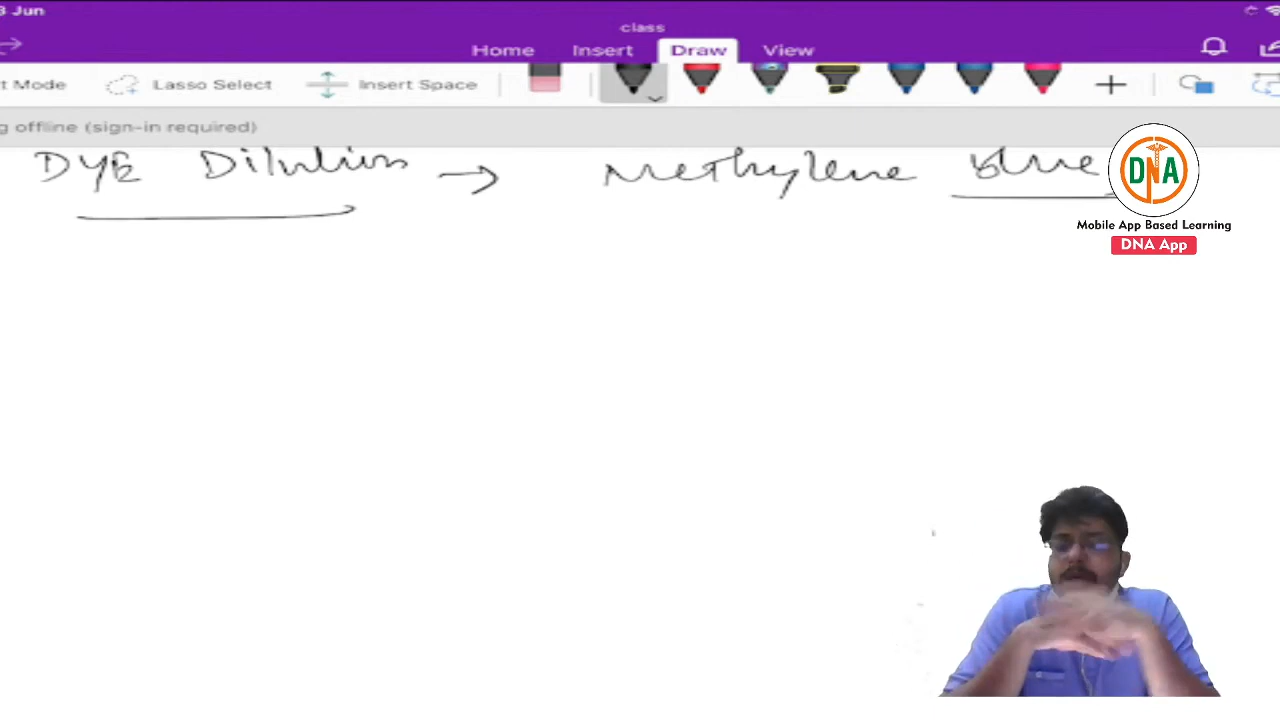 3 Jun
class
Home Insert Draw View
t Mode Lasso Select Insert Space
g offline (sign-in required)
DYE Dilution → Methylene Blue
DNA
Mobile App Based Learning
DNA App